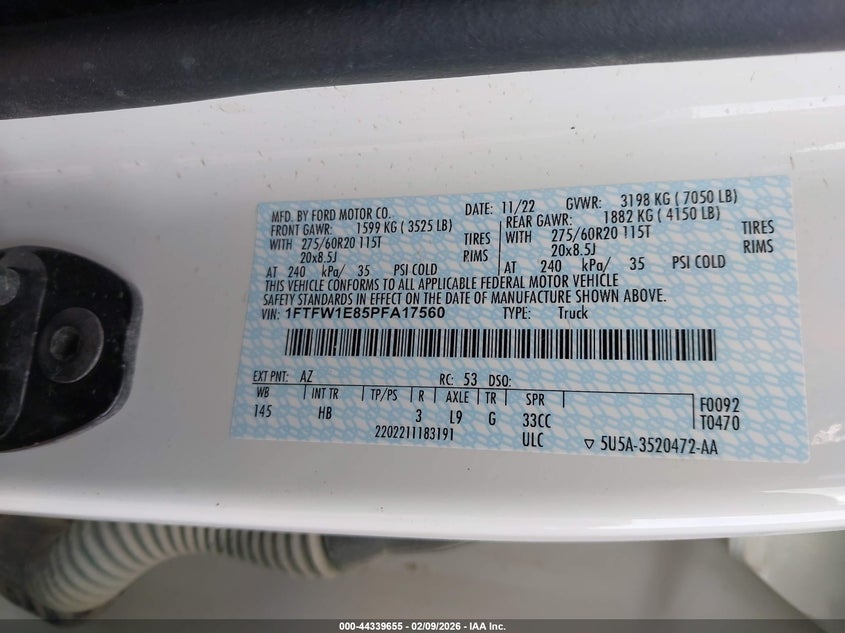 MFD. BY FORD MOTOR CO. DATE: 11/22 GVWR: 3198 KG ( 7050 LB)
FRONT GAWR: 1599 KG ( 3525 LB) REAR GAWR: 1882 KG ( 4150 LB)
WITH 275/60R20 115T TIRES WITH 275/60R20 115T TIRES
20x8.5J RIMS 20x8.5J RIMS
AT 240 kPa/ 35 PSI COLD AT 240 kPa/ 35 PSI COLD
THIS VEHICLE CONFORMS TO ALL APPLICABLE FEDERAL MOTOR VEHICLE
SAFETY STANDARDS IN EFFECT ON THE DATE OF MANUFACTURE SHOWN ABOVE.
VIN: 1FTFW1E85PFA17560 TYPE: Truck
EXT PNT: AZ RC: 53 DSO:
WB INT TR TP/PS R AXLE TR SPR F0092
145 HB 3 L9 G 33CC T0470
2202211183191 ULC ▽ 5U5A-3520472-AA
000-44339655 - 02/09/2026 - IAA Inc.